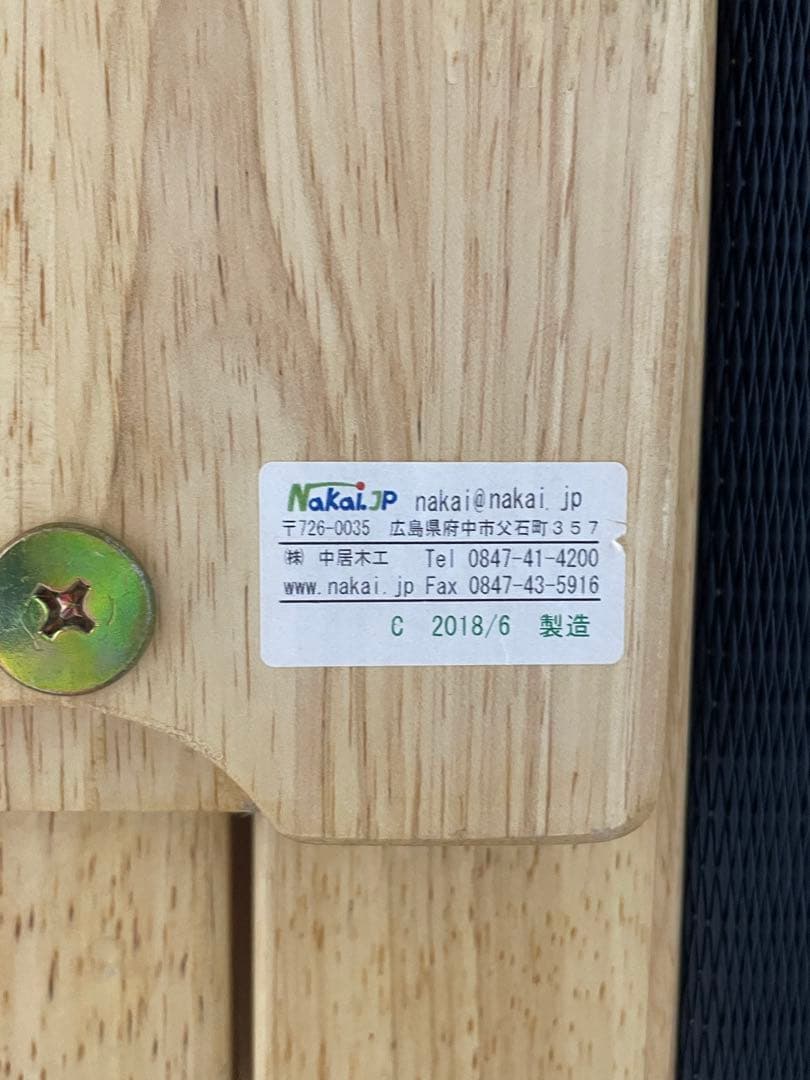 Nakai.JP nakai@nakai.jp
〒726-0035 広島県府中市父石町357
㈱ 中居木工 Tel 0847-41-4200
www.nakai.jp Fax 0847-43-5916
C 2018/6 製造